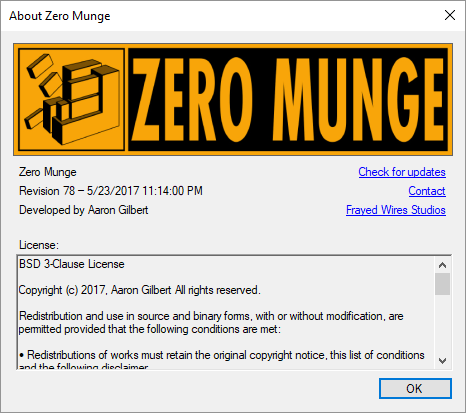 About Zero Munge
ZERO MUNGE
Zero Munge
Check for updates
Revision 78 – 5/23/2017 11:14:00 PM
Contact
Developed by Aaron Gilbert
Frayed Wires Studios
License:
BSD 3-Clause License
Copyright (c) 2017, Aaron Gilbert All rights reserved.
Redistribution and use in source and binary forms, with or without modification, are
permitted provided that the following conditions are met:
• Redistributions of works must retain the original copyright notice, this list of conditions
and the following disclaimer
OK